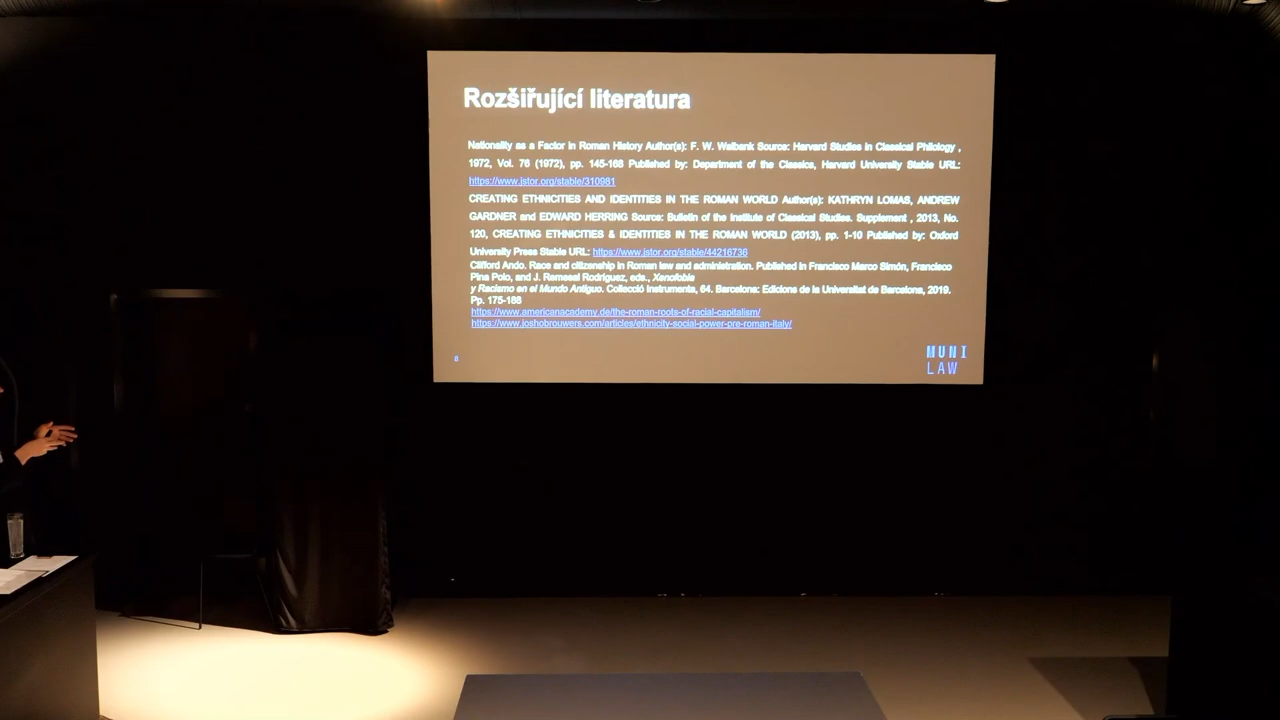 Rozšiřující literatura
Nationality as a Factor in Roman History Author(s): F. W. Walbank Source: Harvard Studies in Classical Philology ,
1972, Vol. 76 (1972), pp. 145-168 Published by: Department of the Classics, Harvard University Stable URL:
https://www.jstor.org/stable/310981
CREATING ETHNICITIES AND IDENTITIES IN THE ROMAN WORLD Author(s): KATHRYN LOMAS, ANDREW
GARDNER and EDWARD HERRING Source: Bulletin of the Institute of Classical Studies. Supplement , 2013, No.
120, CREATING ETHNICITIES & IDENTITIES IN THE ROMAN WORLD (2013), pp. 1-10 Published by: Oxford
University Press Stable URL: https://www.jstor.org/stable/44216736
Clifford Ando. Race and citizenship in Roman law and administration. Published in Francisco Marco Simón, Francisco
Pina Polo, and J. Remesal Rodríguez, eds., Xenofobia
y Racismo en el Mundo Antiguo. Collecció Instrumenta, 64. Barcelona: Edicions de la Universitat de Barcelona, 2019.
Pp. 175-188
https://www.americanacademy.de/the-roman-roots-of-racial-capitalism/
https://www.joshobrouwers.com/articles/ethnicity-social-power-pre-roman-italy/
8
MUNI
LAW